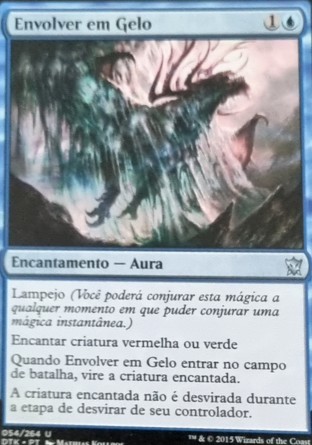 Envolver em Gelo 1
Encantamento — Aura
Lampejo (Você poderá conjurar esta mágica a
qualquer momento em que puder conjurar uma
mágica instantânea.)
Encantar criatura vermelha ou verde
Quando Envolver em Gelo entrar no campo
de batalha, vire a criatura encantada.
A criatura encantada não é desvirada durante
a etapa de desvirar de seu controlador.
054/264 U
DTK • PT Mathias Kollros
™ & © 2015 Wizards of the Coast